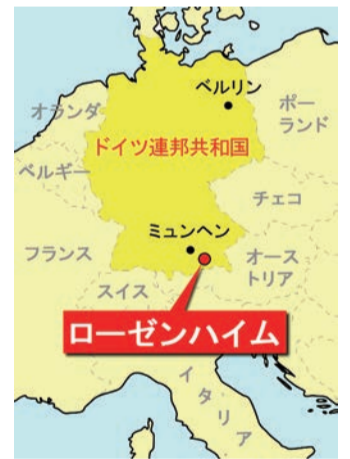 ベルリン
オランダ
ポー
ランド
ドイツ連邦共和国
ベルギー
チェコ
ミュンヘン
フランス
オース
トリア
スイス
ローゼンハイム
イタリア